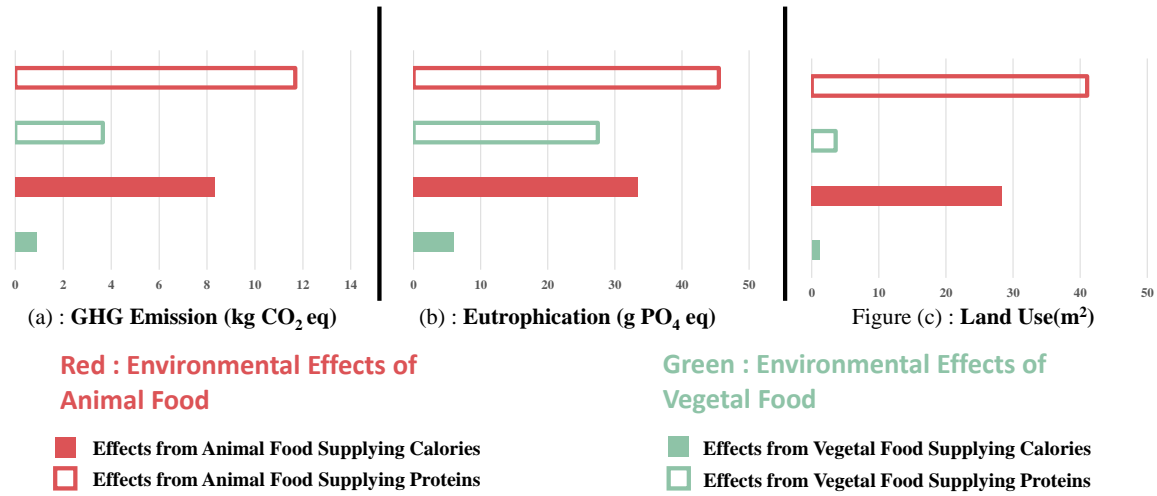 0 2 4 6 8 10 12 14
0 10 20 30 40 50
0 10 20 30 40 50
(a) : GHG Emission (kg CO₂ eq)
(b) : Eutrophication (g PO₄ eq)
Figure (c) : Land Use(m²)
Red : Environmental Effects of
Animal Food
Effects from Animal Food Supplying Calories
Effects from Animal Food Supplying Proteins
Green : Environmental Effects of
Vegetal Food
Effects from Vegetal Food Supplying Calories
Effects from Vegetal Food Supplying Proteins